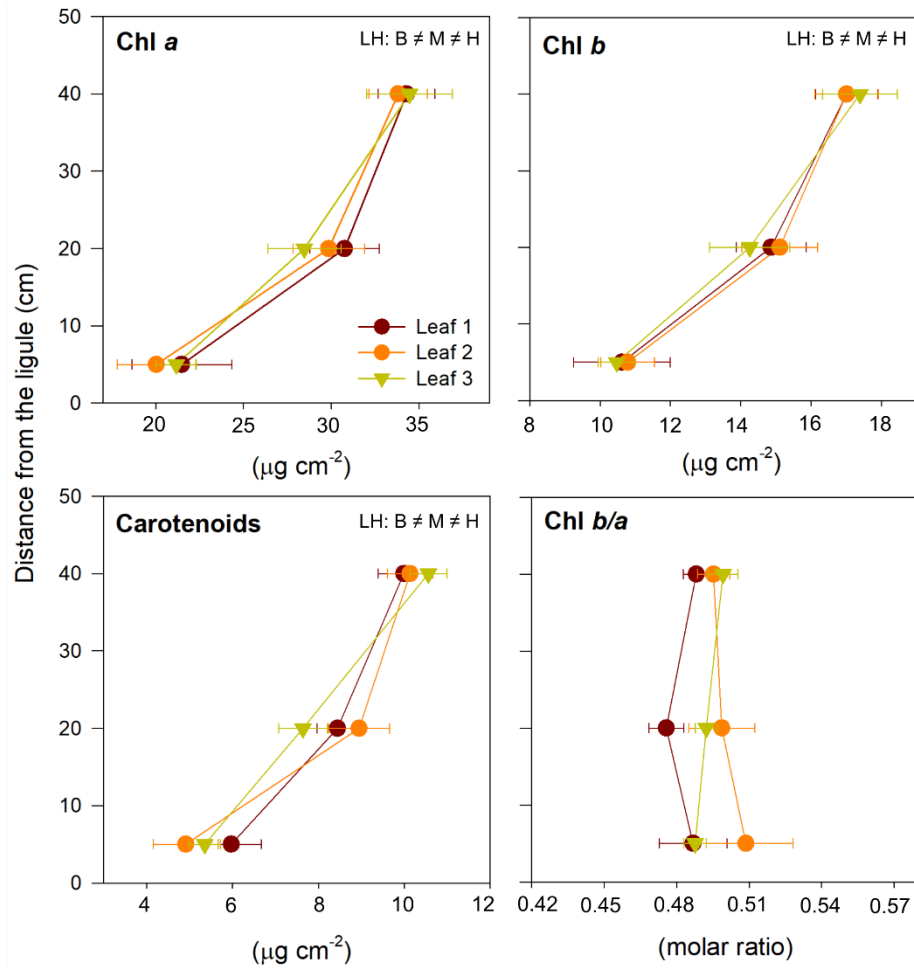 Distance from the ligule (cm)
50
40
30
20
10
0
Chl a
LH: B ≠ M ≠ H
Leaf 1
Leaf 2
Leaf 3
20 25 30 35
(µg cm-2)
Chl b
LH: B ≠ M ≠ H
8 10 12 14 16 18
(µg cm-2)
50
40
30
20
10
0
Carotenoids
LH: B ≠ M ≠ H
4 6 8 10 12
(µg cm-2)
Chl b/a
0.42 0.45 0.48 0.51 0.54 0.57
(molar ratio)